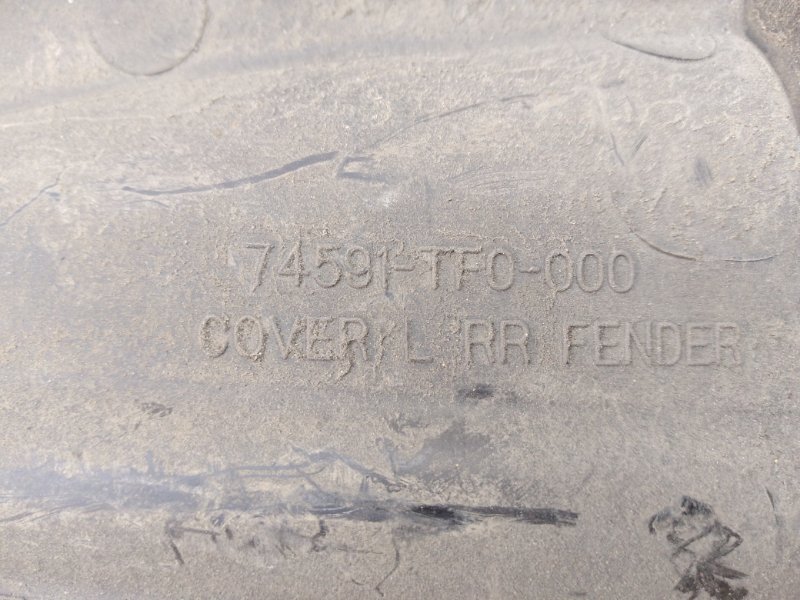 74591-TF0-000
COVER, L RR FENDER